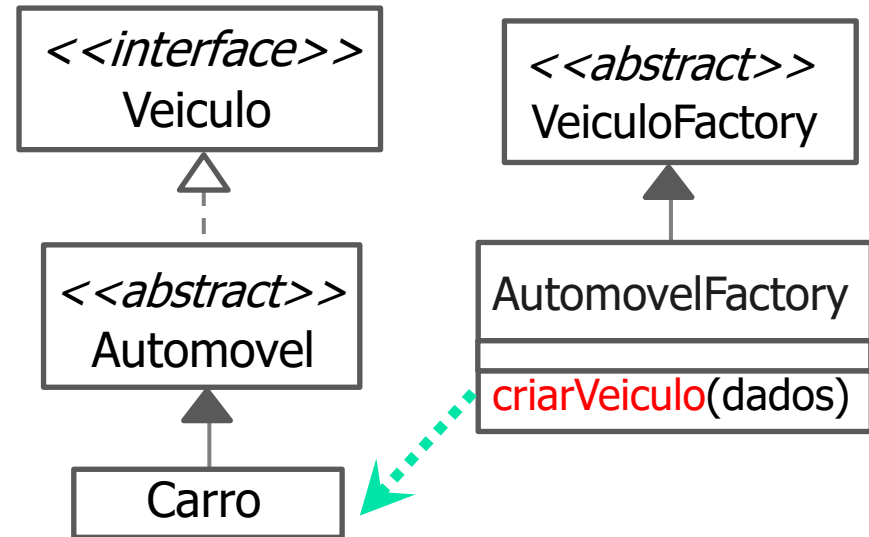 <<interface>>
Veiculo
<<abstract>>
VeiculoFactory
<<abstract>>
Automovel
AutomovelFactory
criarVeiculo(dados)
Carro